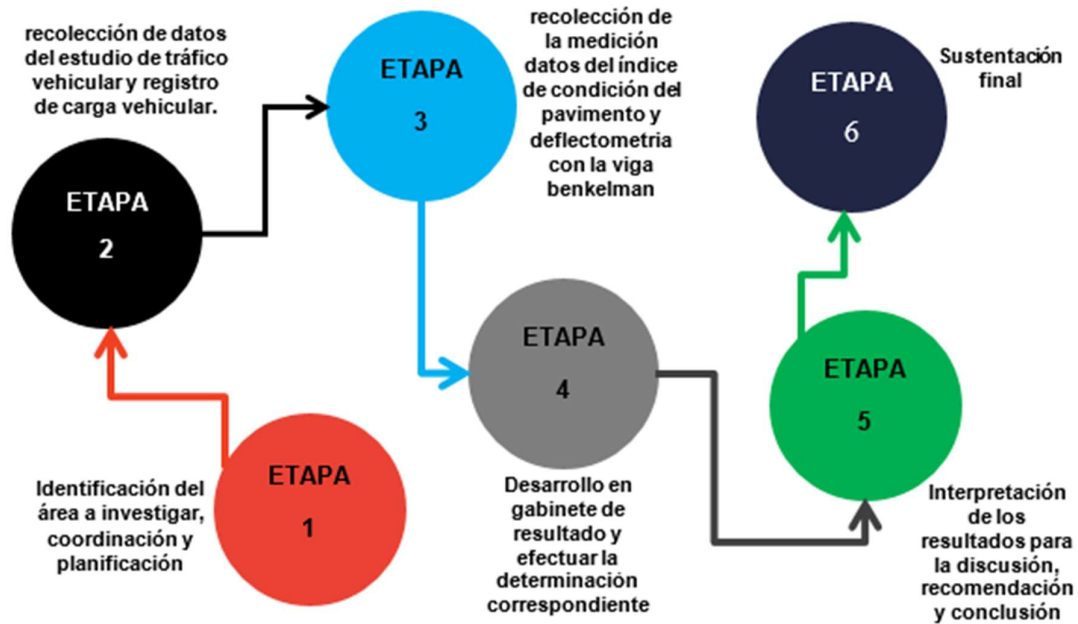 ETAPA
1
Identificación del
área a investigar,
coordinación y
planificación
ETAPA
2
recolección de datos
del estudio de tráfico
vehicular y registro
de carga vehicular.
ETAPA
3
recolección de
la medición
datos del índice
de condición del
pavimento y
deflectometria
con la viga
benkelman
ETAPA
4
Desarrollo en
gabinete de
resultado y
efectuar la
determinación
correspondiente
ETAPA
5
Interpretación
de los
resultados para
la discusión,
recomendación
y conclusión
ETAPA
6
Sustentación
final